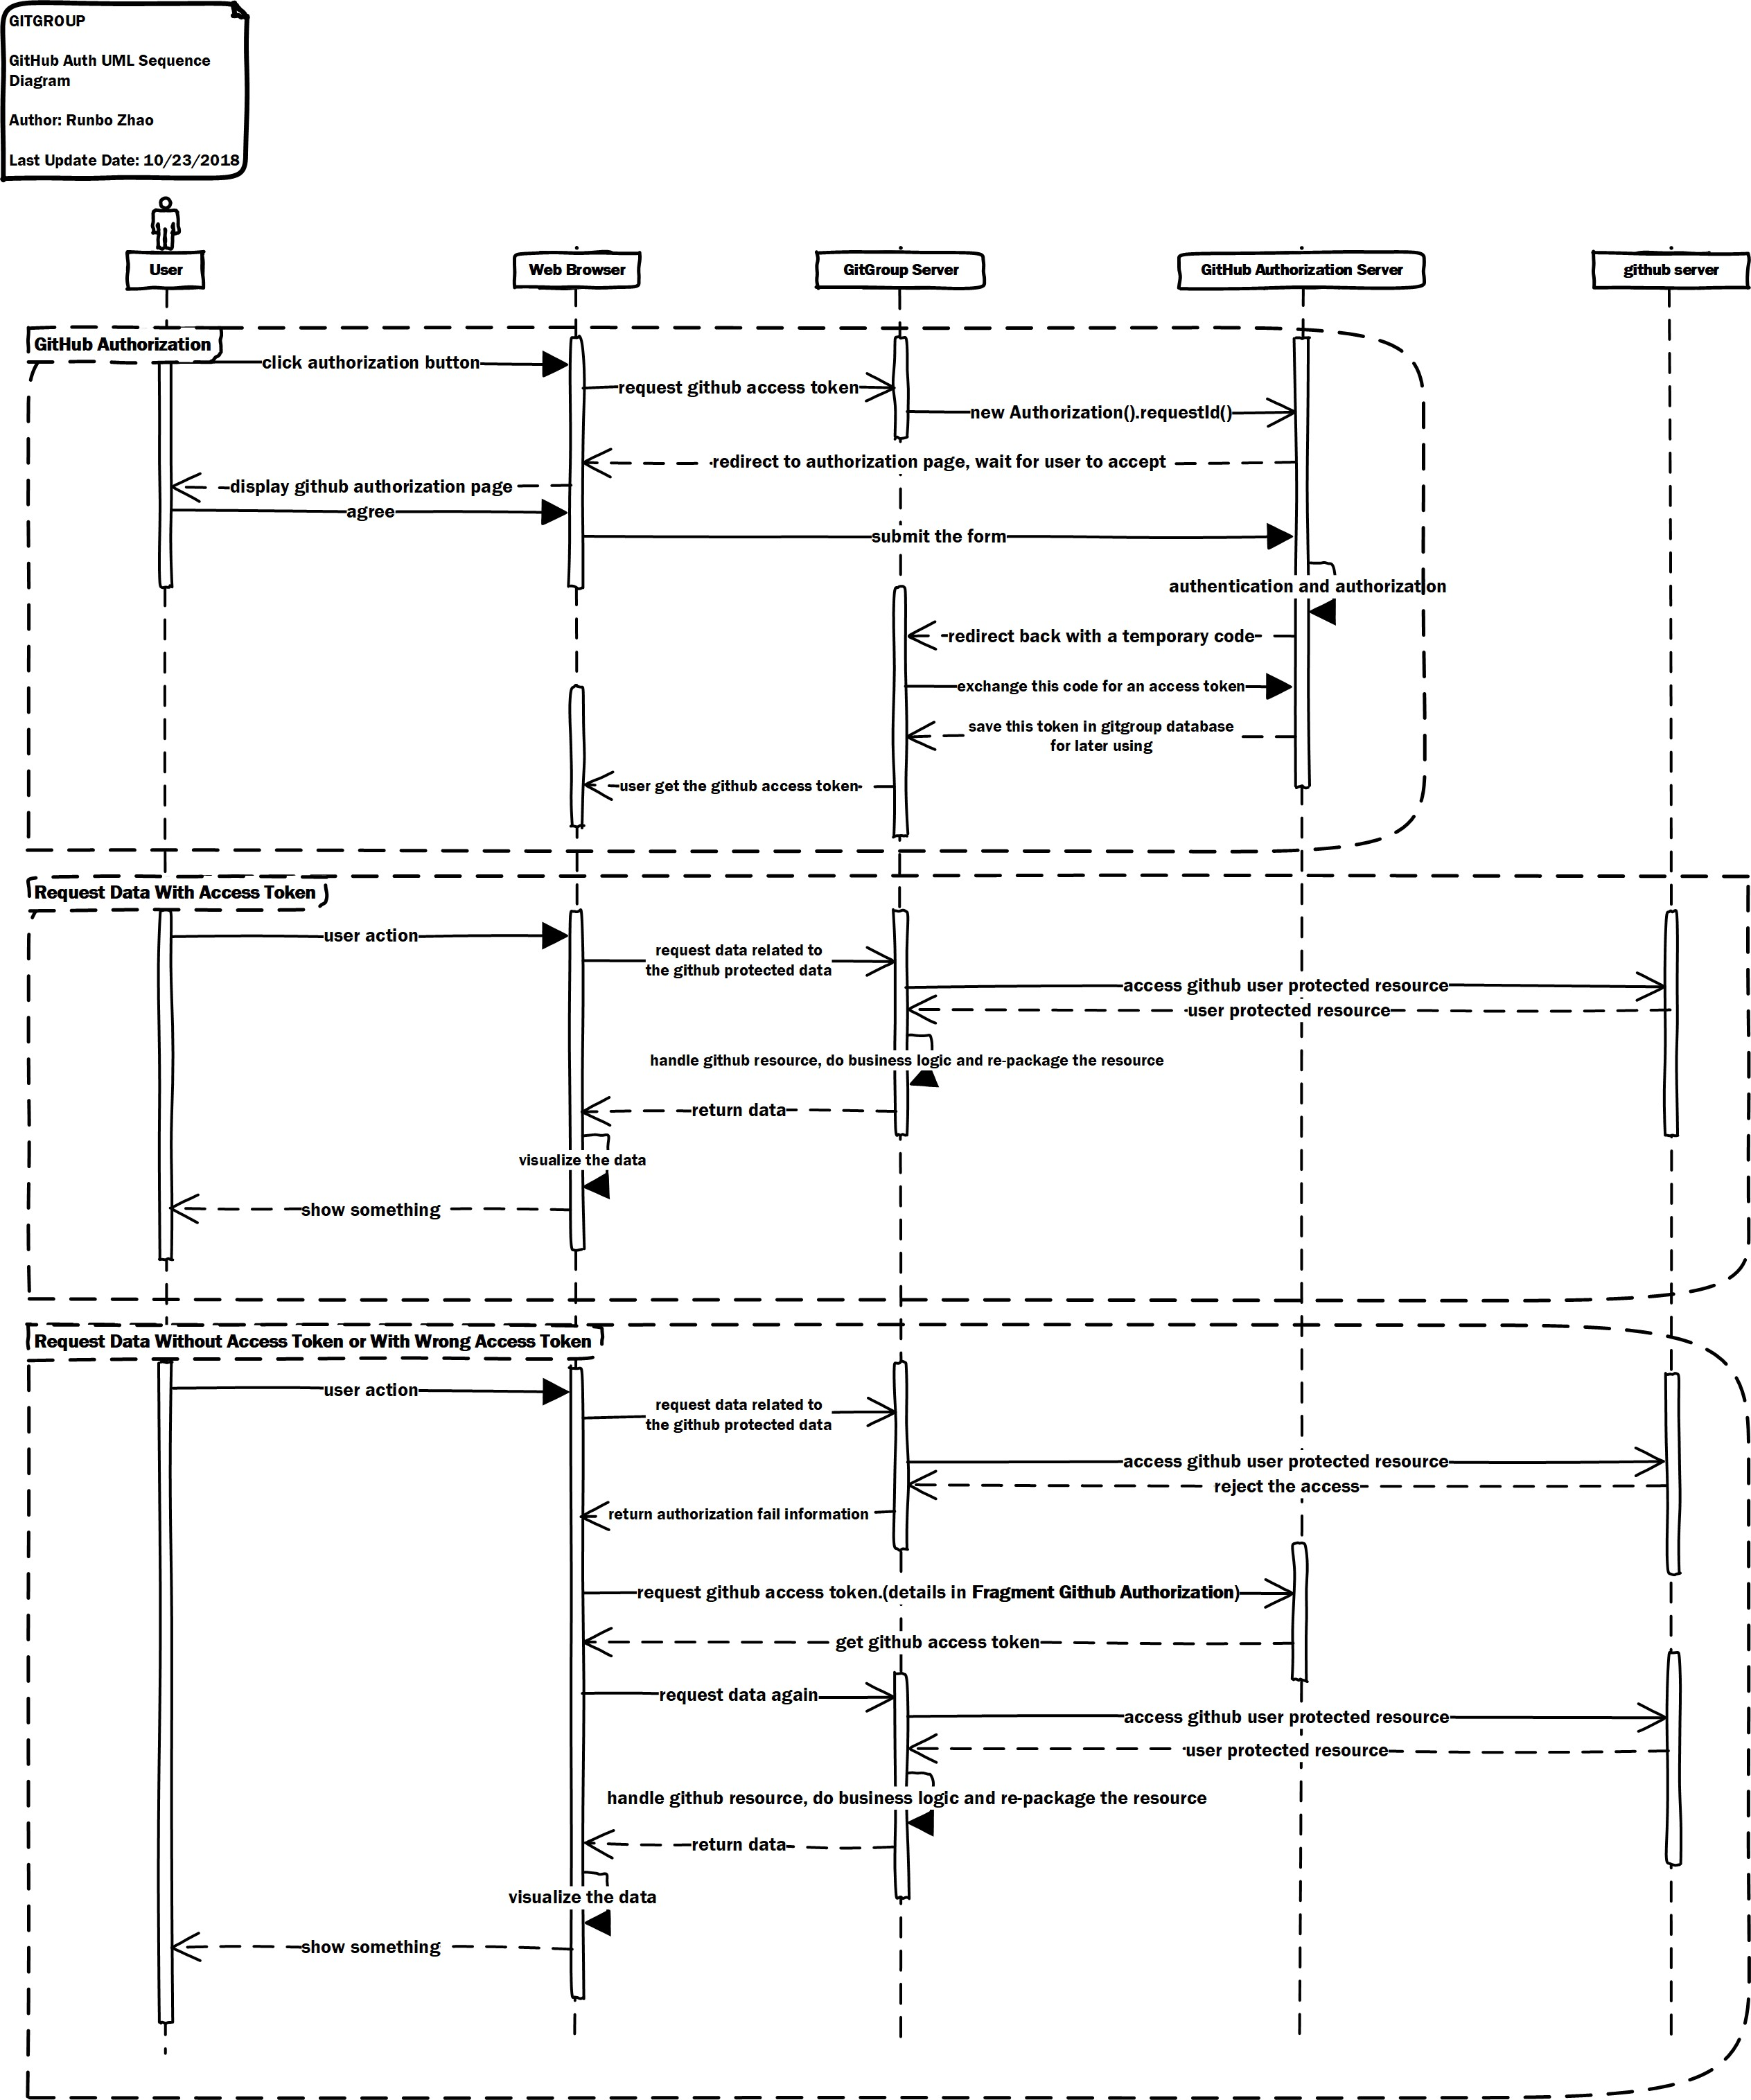 GITGROUP
GitHub Auth UML Sequence
Diagram
Author: Runbo Zhao
Last Update Date: 10/23/2018
User
Web Browser
GitGroup Server
GitHub Authorization Server
github server
GitHub Authorization
click authorization button
request github access token
new Authorization().requestId()
redirect to authorization page, wait for user to accept
display github authorization page
agree
submit the form
authentication and authorization
redirect back with a temporary code
exchange this code for an access token
save this token in gitgroup database
for later using
user get the github access token
Request Data With Access Token
user action
request data related to
the github protected data
access github user protected resource
user protected resource
handle github resource, do business logic and re-package the resource
return data
visualize the data
show something
Request Data Without Access Token or With Wrong Access Token
user action
request data related to
the github protected data
access github user protected resource
reject the access
return authorization fail information
request github access token.(details in Fragment Github Authorization)
get github access token
request data again
access github user protected resource
user protected resource
handle github resource, do business logic and re-package the resource
return data
visualize the data
show something